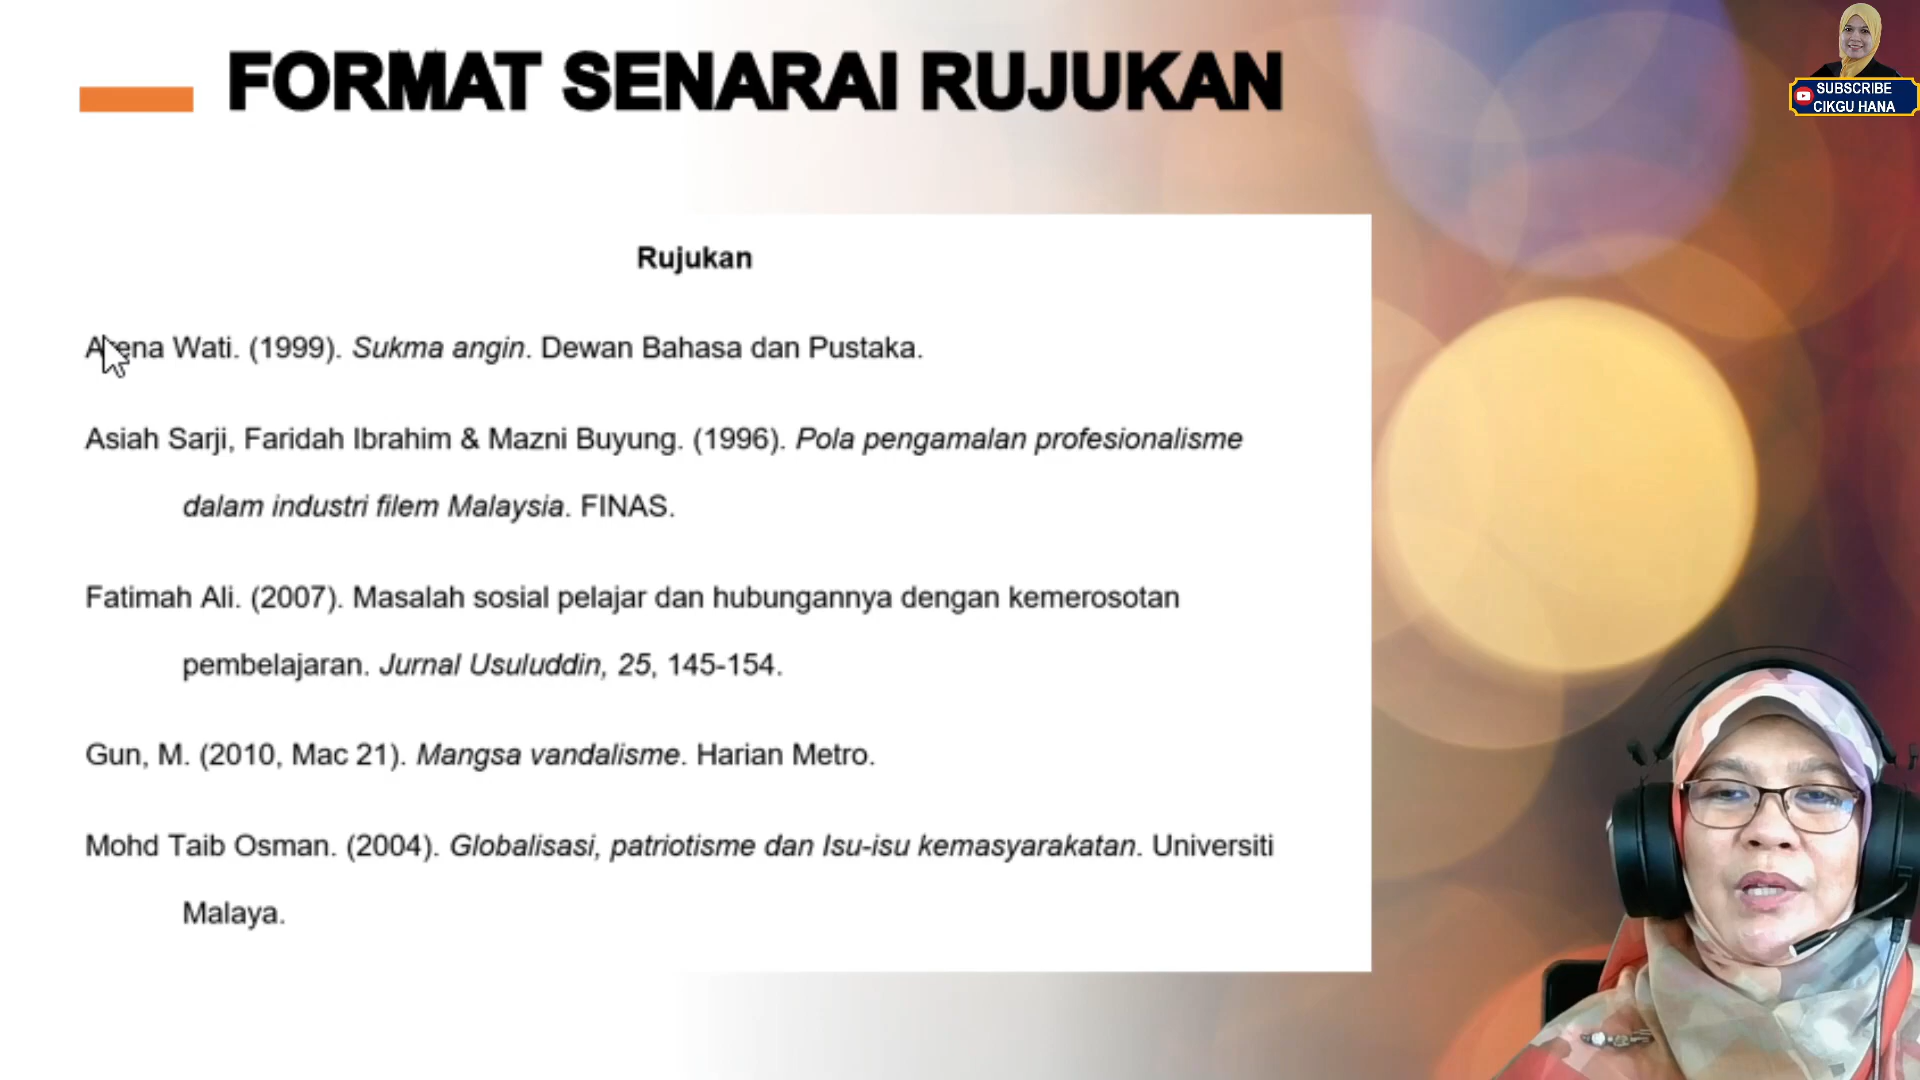 FORMAT SENARAI RUJUKAN
SUBSCRIBE
CIKGU HANA
Rujukan
Wati. (1999). Sukma angin. Dewan Bahasa dan Pustaka.
Asiah Sarji, Faridah Ibrahim & Mazni Buyung. (1996). Pola pengamalan profesionalisme
dalam industri filem Malaysia. FINAS.
Fatimah Ali. (2007). Masalah sosial pelajar dan hubungannya dengan kemerosotan
pembelajaran. Jurnal Usuluddin, 25, 145-154.
Gun, M. (2010, Mac 21). Mangsa vandalisme. Harian Metro.
Mohd Taib Osman. (2004). Globalisasi, patriotisme dan Isu-isu kemasyarakatan. Universiti
Malaya.